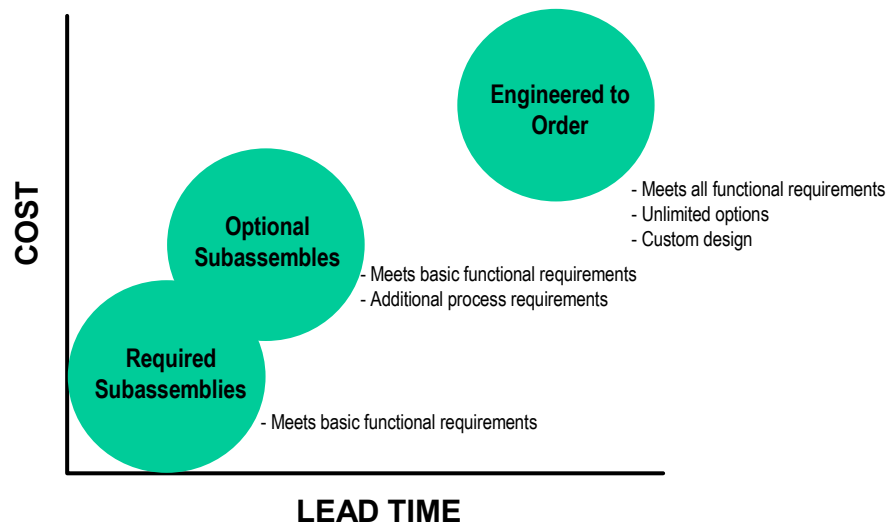 COST
Engineered to
Order
- Meets all functional requirements
- Unlimited options
- Custom design
Optional
Subassembles
- Meets basic functional requirements
- Additional process requirements
Required
Subassemblies
- Meets basic functional requirements
LEAD TIME